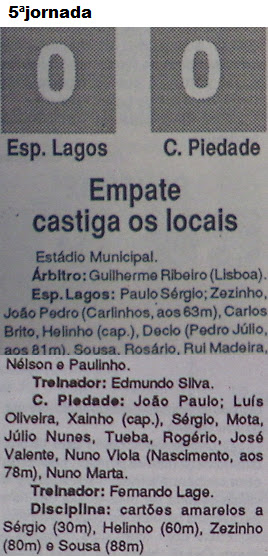 5ªjornada
0 0
Esp. Lagos C. Piedade
Empate
castiga os locais
Estádio Municipal.
Árbitro: Guilherme Ribeiro (Lisboa).
Esp. Lagos: Paulo Sérgio; Zezinho,
João Pedro (Carlinhos, aos 63m), Carlos
Brito, Helinho (cap.), Decio (Pedro Júlio,
aos 81m), Sousa, Rosário, Rui Madeira,
Nélson e Paulinho.
Treinador: Edmundo Silva.
C. Piedade: João Paulo; Luís
Oliveira, Xainho (cap.), Sérgio, Mota,
Júlio Nunes, Tueba, Rogério, José
Valente, Nuno Viola (Nascimento, aos
78m), Nuno Marta.
Treinador: Fernando Lage.
Disciplina: cartões amarelos a
Sérgio (30m), Helinho (60m), Zezinho
(80m) e Sousa (88m)